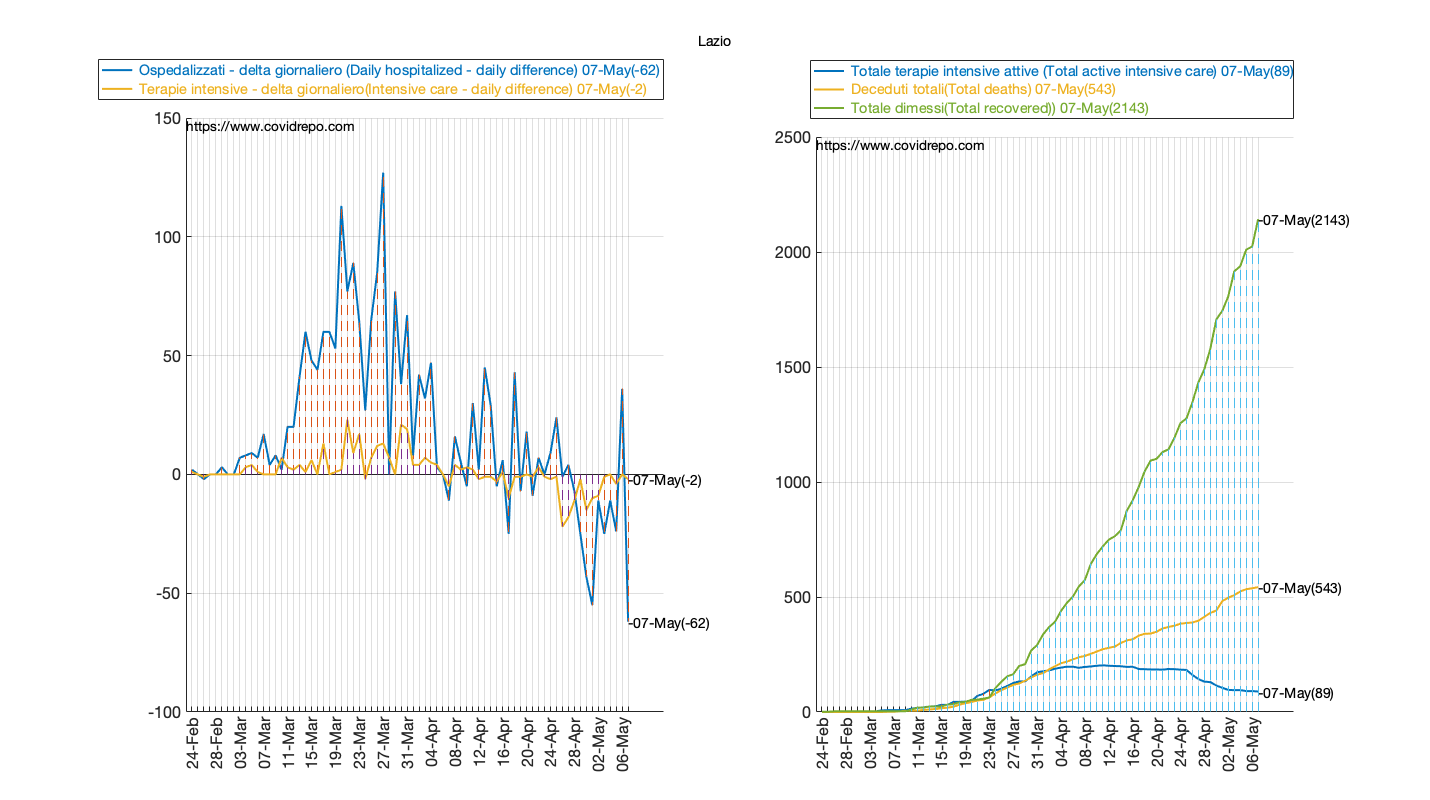 Lazio
Ospedalizzati - delta giornaliero (Daily hospitalized - daily difference) 07-May(-62)
Terapie intensive - delta giornaliero(Intensive care - daily difference) 07-May(-2)
https://www.covidrepo.com
150
100
50
0
-50
-100
-07-May(-2)
-07-May(-62)
24-Feb
28-Feb
03-Mar
07-Mar
11-Mar
15-Mar
19-Mar
23-Mar
27-Mar
31-Mar
04-Apr
08-Apr
12-Apr
16-Apr
20-Apr
24-Apr
28-Apr
02-May
06-May
Totale terapie intensive attive (Total active intensive care) 07-May(89)
Deceduti totali(Total deaths) 07-May(543)
Totale dimessi(Total recovered)) 07-May(2143)
https://www.covidrepo.com
2500
2000
1500
1000
500
0
-07-May(2143)
-07-May(543)
-07-May(89)
24-Feb
28-Feb
03-Mar
07-Mar
11-Mar
15-Mar
19-Mar
23-Mar
27-Mar
31-Mar
04-Apr
08-Apr
12-Apr
16-Apr
20-Apr
24-Apr
28-Apr
02-May
06-May